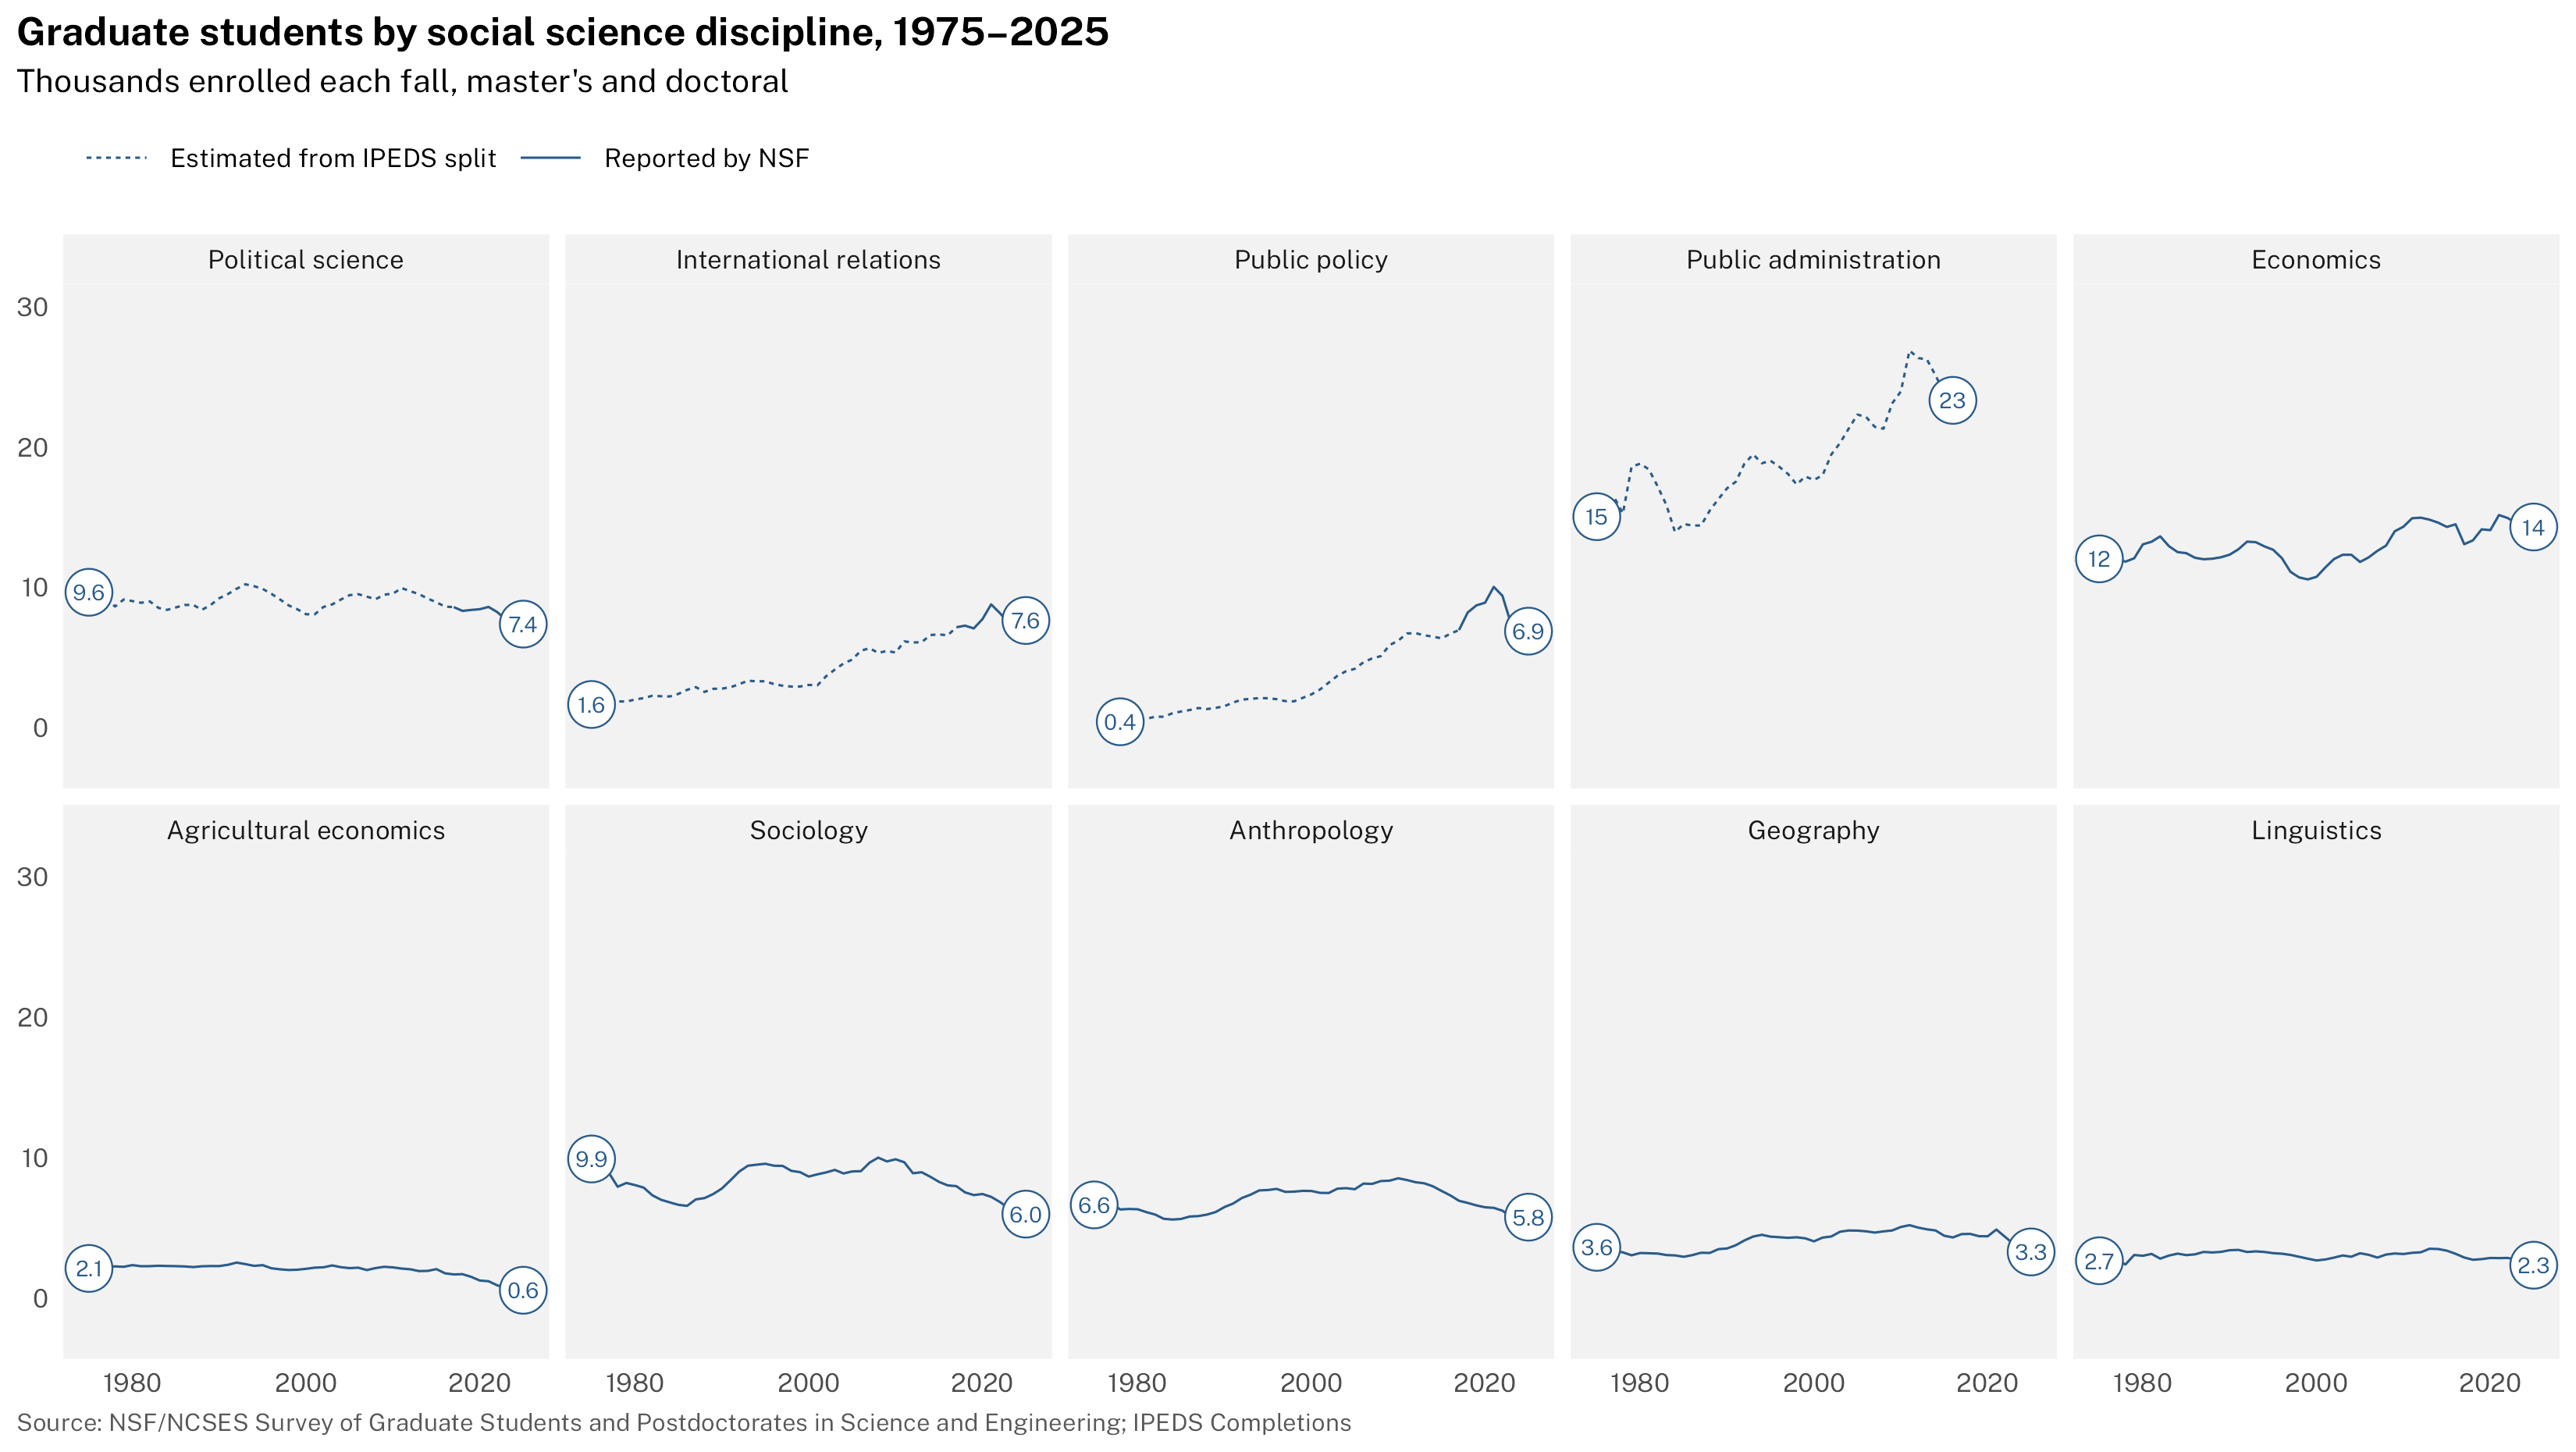 Graduate students by social science discipline, 1975–2025
Thousands enrolled each fall, master's and doctoral
Estimated from IPEDS split Reported by NSF
Political science International relations Public policy Public administration Economics
30
20
10
0
9.6 7.4
1.6 7.6
0.4 6.9
15 23
12 14
Agricultural economics Sociology Anthropology Geography Linguistics
30
20
10
0
2.1 0.6
9.9 6.0
6.6 5.8
3.6 3.3
2.7 2.3
1980 2000 2020 1980 2000 2020 1980 2000 2020 1980 2000 2020 1980 2000 2020
Source: NSF/NCSES Survey of Graduate Students and Postdoctorates in Science and Engineering; IPEDS Completions